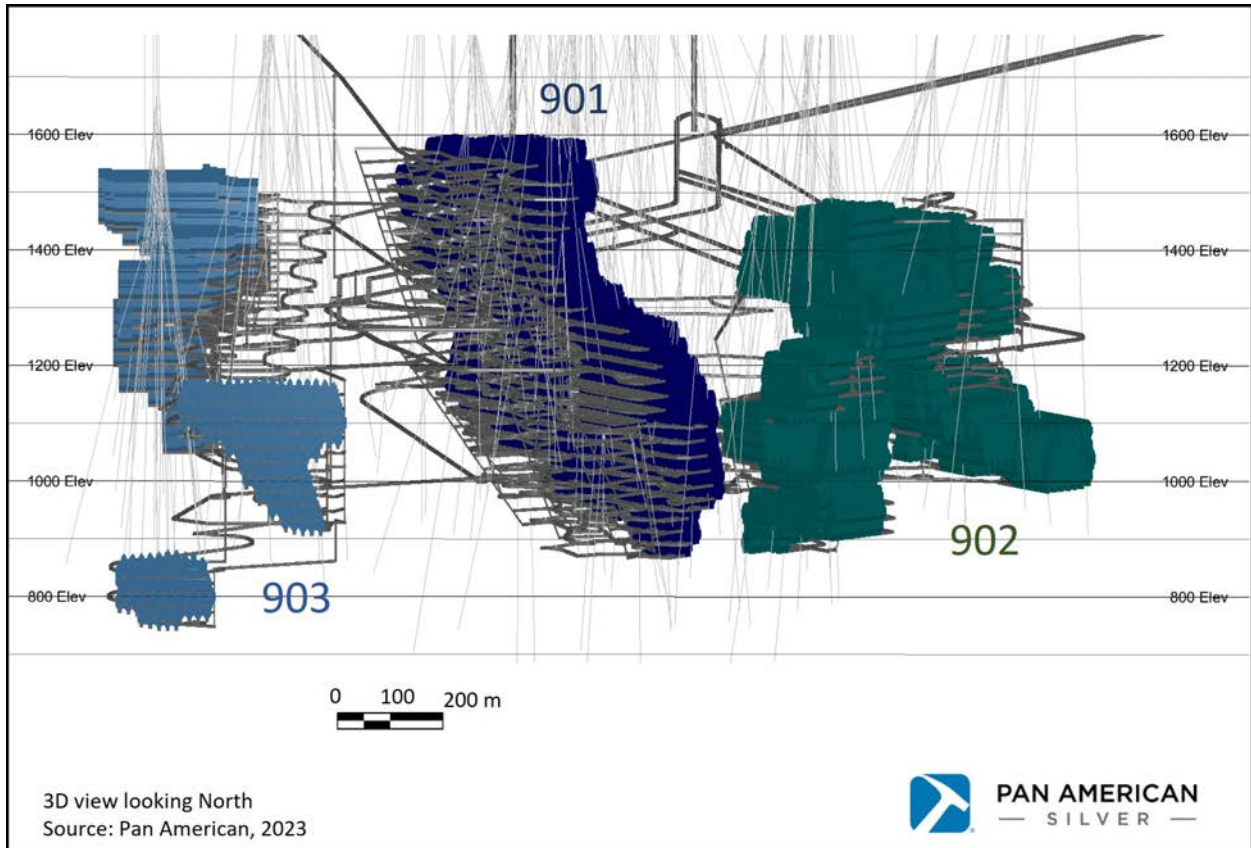 901
1600 Elev 1600 Elev
1400 Elev 1400 Elev
1200 Elev 1200 Elev
1000 Elev 1000 Elev
902
800 Elev 903 800 Elev
0 100 200 m
3D view looking North
Source: Pan American, 2023
PAN AMERICAN
— SILVER —